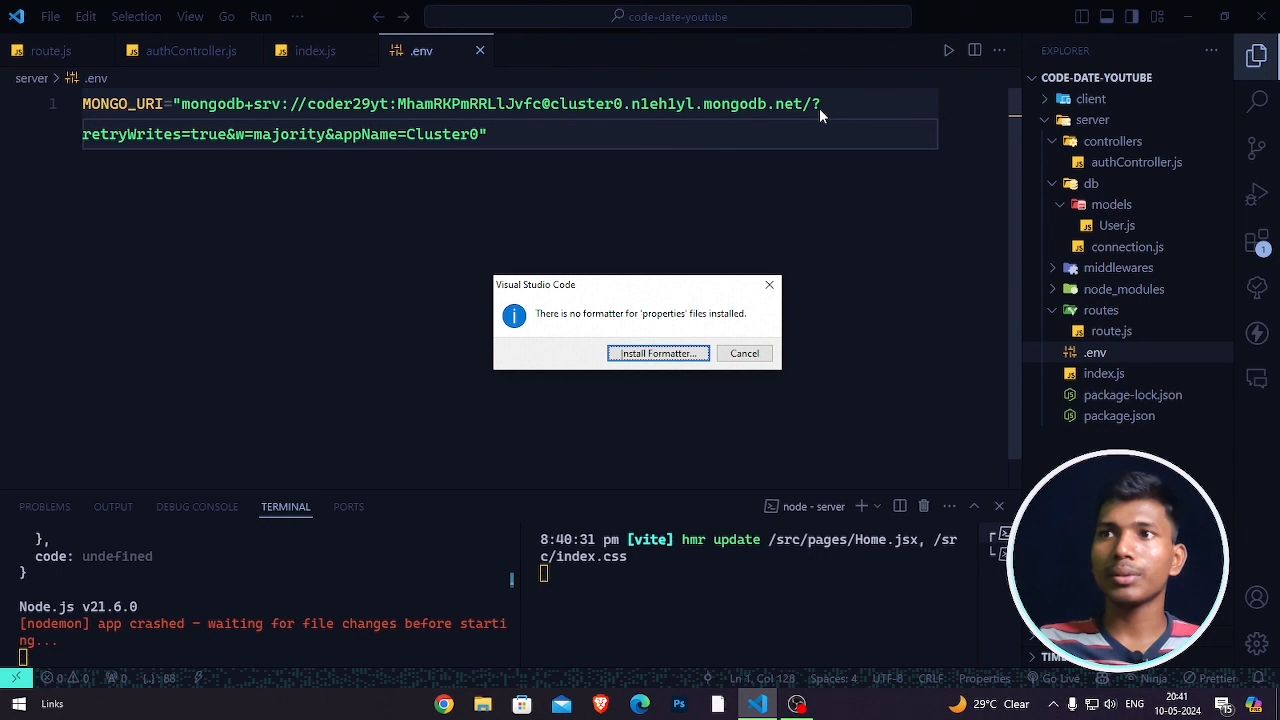 File Edit Selection View Go Run ···
code-date-youtube
route.js
authController.js
index.js
.env
server > .env
1
MONGO_URI="mongodb+srv://coder29yt:MhamRKPmRRLlJvfc@cluster0.n1eh1yl.mongodb.net/?
retryWrites=true&w=majority&appName=Cluster0"
EXPLORER
CODE-DATE-YOUTUBE
client
server
controllers
authController.js
db
models
User.js
connection.js
middlewares
node_modules
routes
route.js
.env
index.js
package-lock.json
package.json
1
Visual Studio Code
There is no formatter for 'properties' files installed.
Install Formatter...
Cancel
PROBLEMS OUTPUT DEBUG CONSOLE TERMINAL PORTS
node - server
},
code: undefined
}
Node.js v21.6.0
[nodemon] app crashed - waiting for file changes before starti
ng...
8:40:31 pm [vite] hmr update /src/pages/Home.jsx, /sr
c/index.css
0 0 0 {..}: 88
Ln 1, Col 128 Spaces: 4 UTF-8 CRLF Properties Go Live Ninja Prettier
Links
29°C Clear
ENG
20:41
10-05-2024